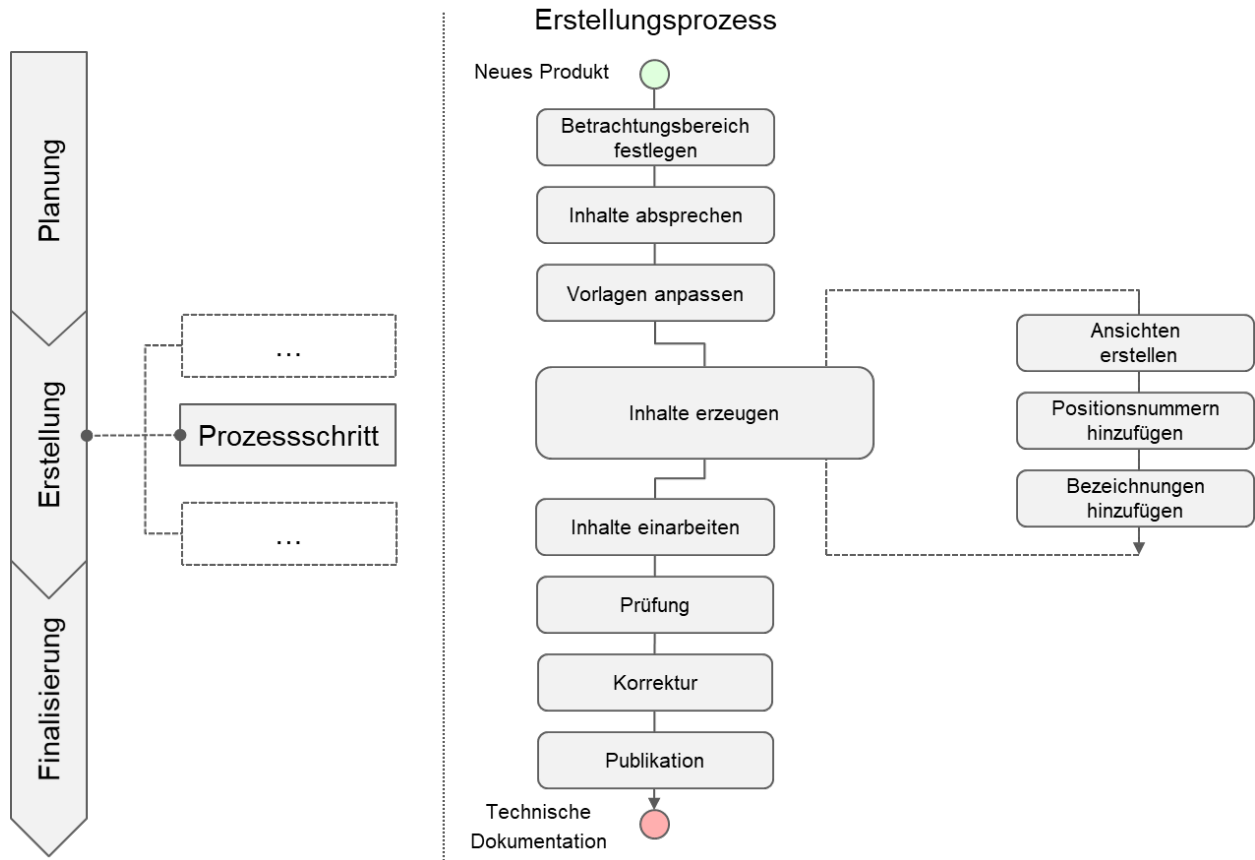 Planung
Erstellung
Finalisierung
...
Prozessschritt
...
Erstellungsprozess
Neues Produkt
Betrachtungsbereich
festlegen
Inhalte absprechen
Vorlagen anpassen
Inhalte erzeugen
Inhalte einarbeiten
Prüfung
Korrektur
Publikation
Technische
Dokumentation
Ansichten
erstellen
Positionsnummern
hinzufügen
Bezeichnungen
hinzufügen